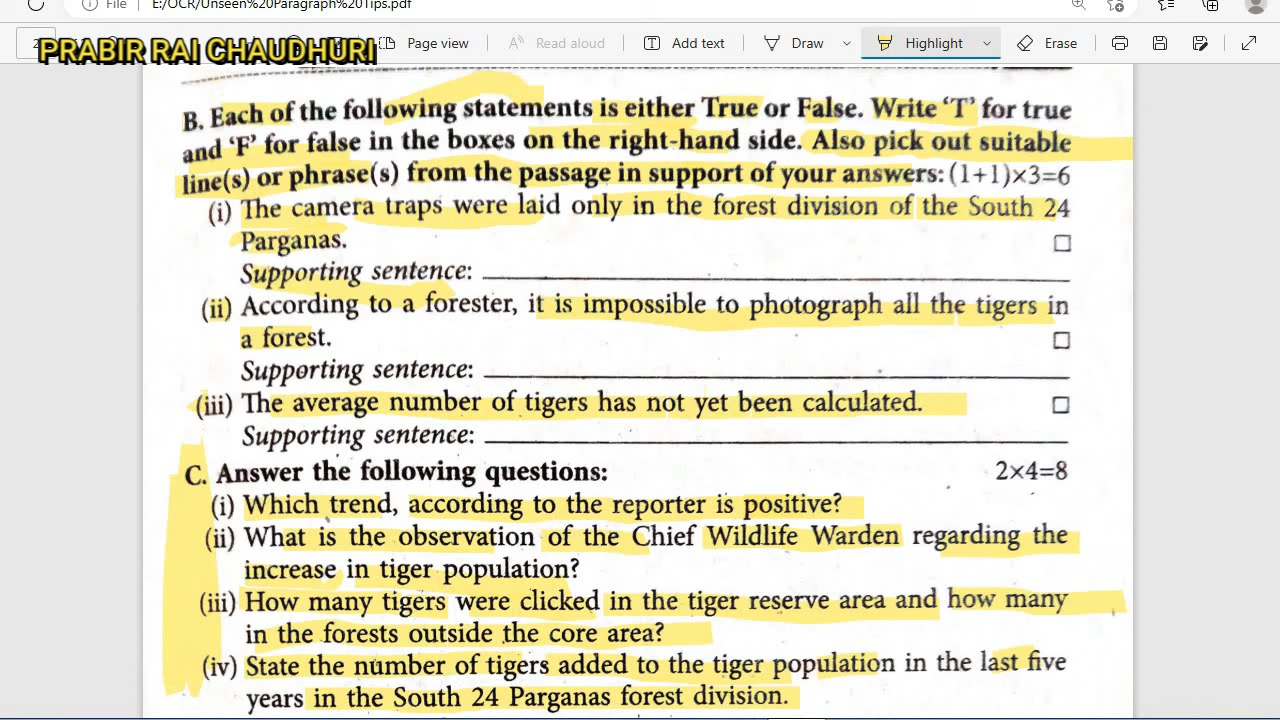 File E:/OCR/Unseen%20Paragraph%20Tips.pdf
PRABIR RAI CHAUDHURI Page view Read aloud Add text Draw Highlight Erase
B. Each of the following statements is either True or False. Write ‘T’ for true
and ‘F’ for false in the boxes on the right-hand side. Also pick out suitable
line(s) or phrase(s) from the passage in support of your answers: (1+1)×3=6
(i) The camera traps were laid only in the forest division of the South 24
Parganas. □
Supporting sentence:
(ii) According to a forester, it is impossible to photograph all the tigers in
a forest. □
Supporting sentence:
(iii) The average number of tigers has not yet been calculated. □
Supporting sentence:
C. Answer the following questions: 2×4=8
(i) Which trend, according to the reporter is positive?
(ii) What is the observation of the Chief Wildlife Warden regarding the
increase in tiger population?
(iii) How many tigers were clicked in the tiger reserve area and how many
in the forests outside the core area?
(iv) State the number of tigers added to the tiger population in the last five
years in the South 24 Parganas forest division.